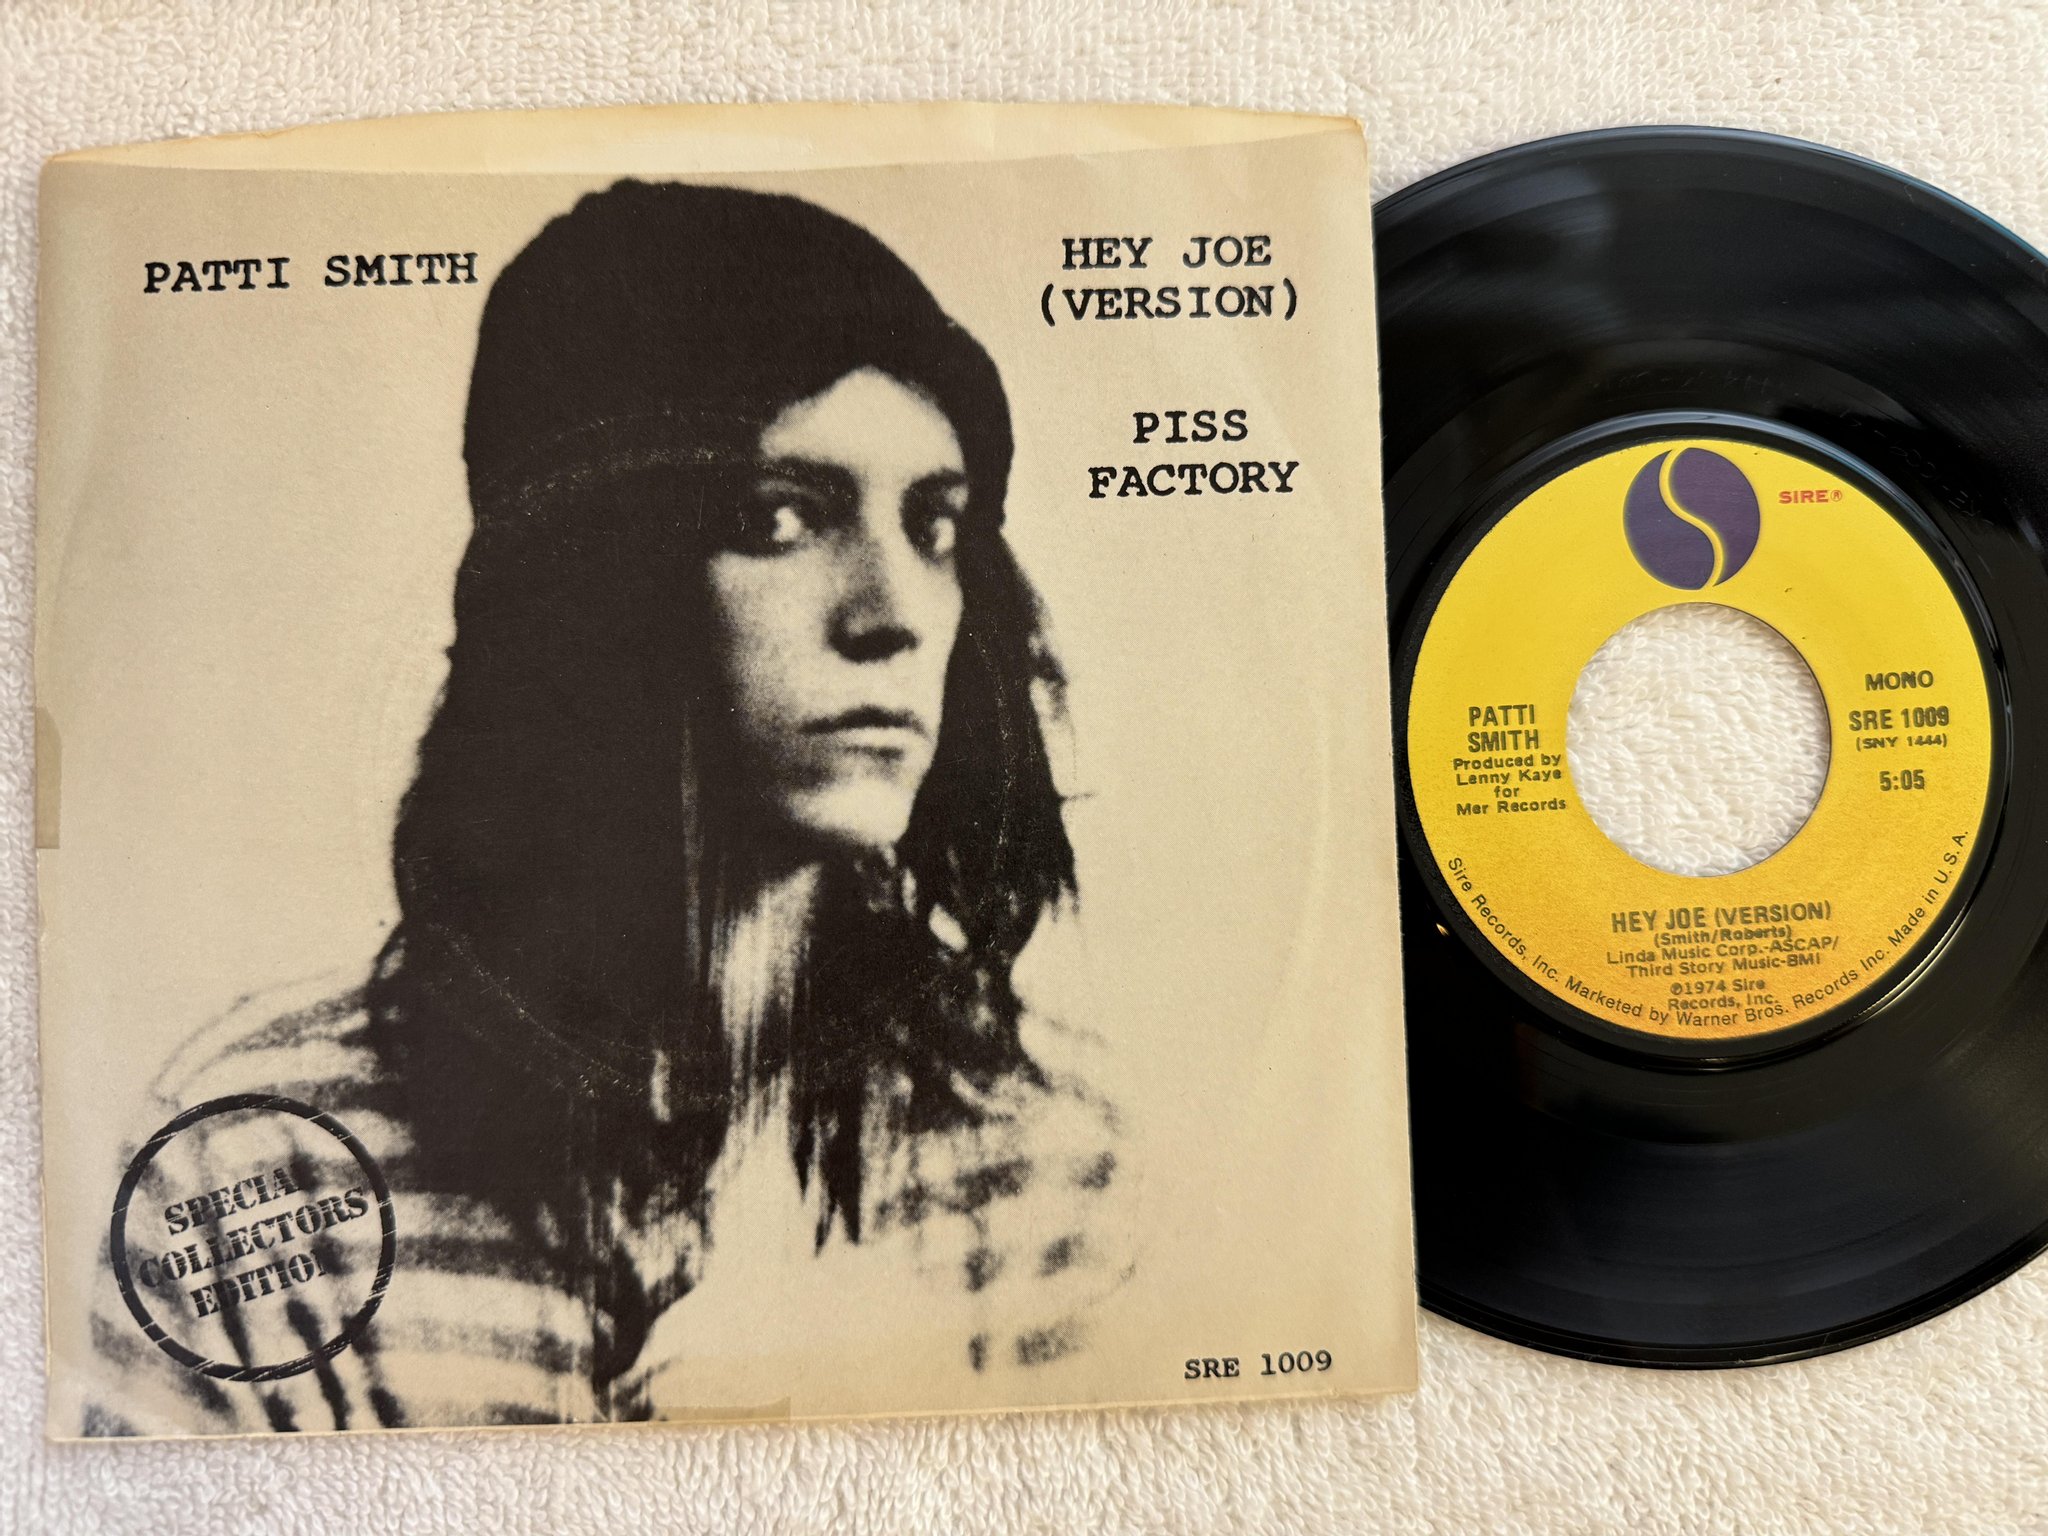 PATTI SMITH
HEY JOE
(VERSION)
PISS
FACTORY
SPECIAL
COLLECTORS
EDITION
SRE 1009
SIRE®
MONO
SRE 1009
(SNY 1444)
5:05
PATTI
SMITH
Produced by
Lenny Kaye
for
Mer Records
HEY JOE (VERSION)
(Smith/Roberts)
Linda Music Corp.-ASCAP/
Third Story Music-BMI
℗1974 Sire
Records, Inc.
Sire Records, Inc. Marketed by Warner Bros. Records Inc. Made in U.S.A.